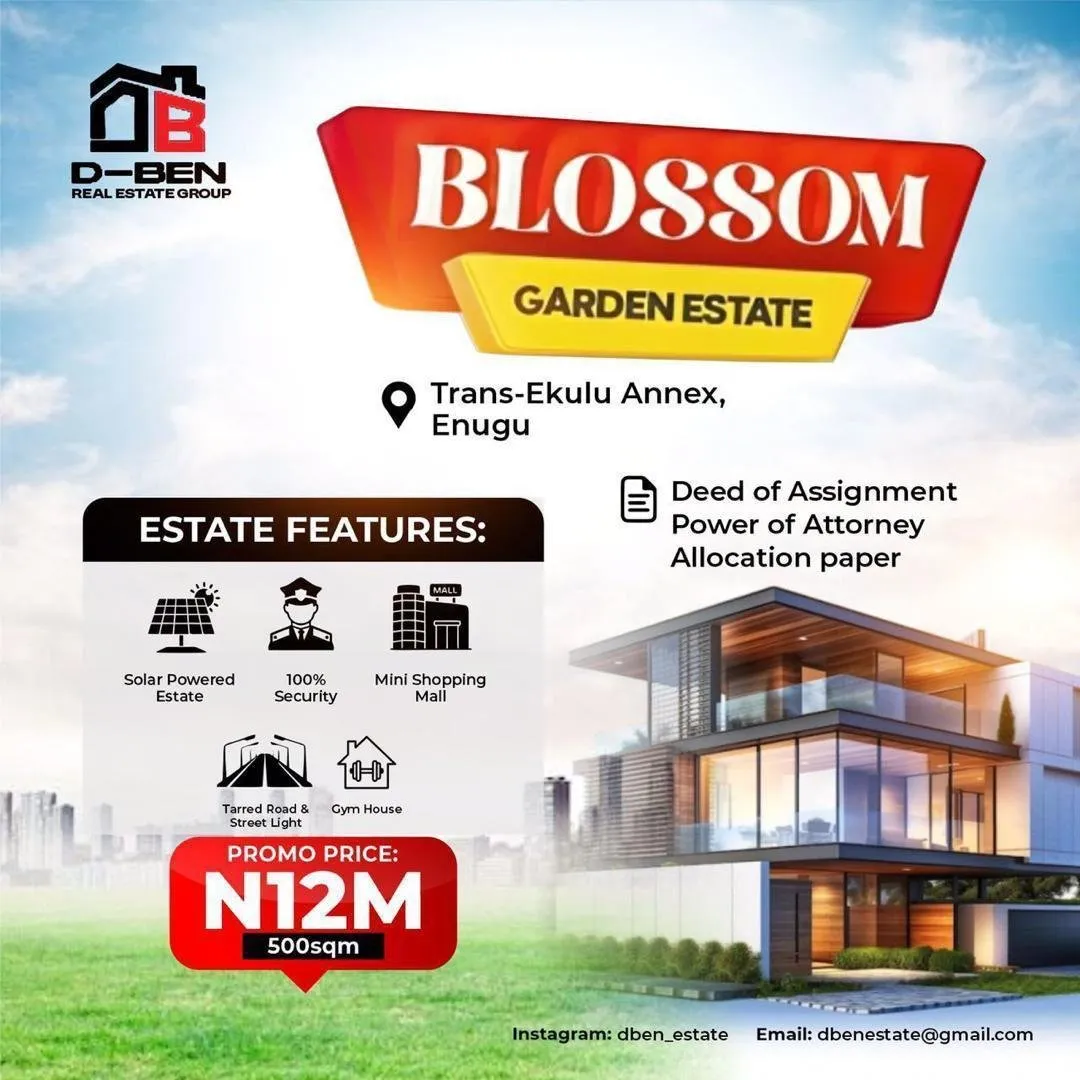 D-BEN
REAL ESTATE GROUP
BLOSSOM
GARDEN ESTATE
Trans-Ekulu Annex,
Enugu
Deed of Assignment
Power of Attorney
Allocation paper
ESTATE FEATURES:
Solar Powered
Estate
100%
Security
MALL
Mini Shopping
Mall
Tarred Road &
Street Light
Gym House
PROMO PRICE:
N12M
500sqm
Instagram: dben_estate Email: dbenestate@gmail.com